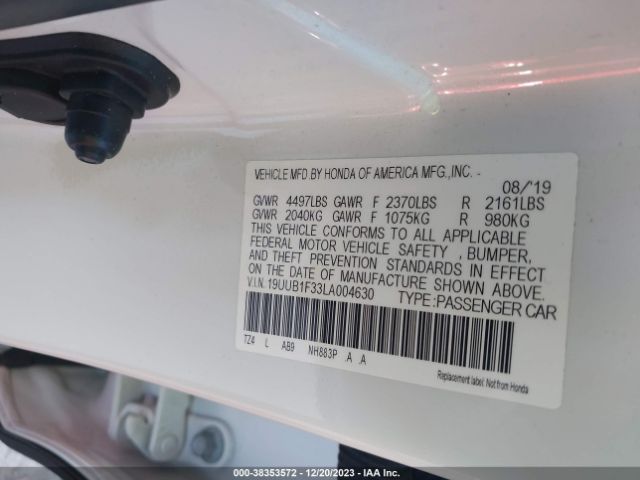 VEHICLE MFD.BY HONDA OF AMERICA MFG.,INC. - 08/'19
GVWR 4497LBS GAWR F 2370LBS R 2161LBS
GVWR 2040KG GAWR F 1075KG R 980KG
THIS VEHICLE CONFORMS TO ALL APPLICABLE
FEDERAL MOTOR VEHICLE SAFETY , BUMPER,
AND THEFT PREVENTION STANDARDS IN EFFECT
ON THE DATE OF MANUFACTURE SHOWN ABOVE.
V.I.N. 19UUB1F33LA004630 TYPE:PASSENGER CAR
TZ4 L AB9 NH883P .A .A
Replacement label: Not from Honda
000-38353572 - 12/20/2023 - IAA Inc.